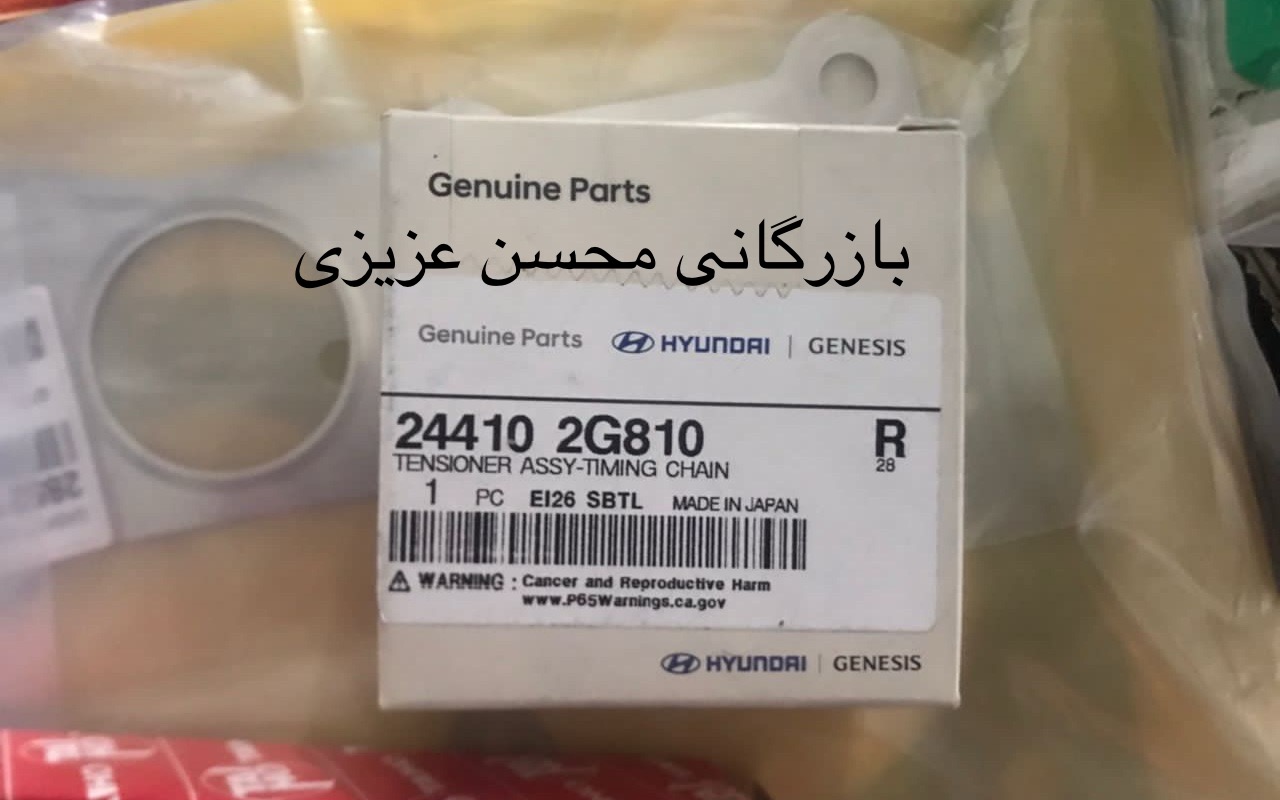 Genuine Parts
بازرگانی محسن عزیزی
Genuine Parts HYUNDAI | GENESIS
24410 2G810 R
TENSIONER ASSY-TIMING CHAIN 28
1 PC EI26 SBTL MADE IN JAPAN
WARNING : Cancer and Reproductive Harm
www.P65Warnings.ca.gov
HYUNDAI | GENESIS